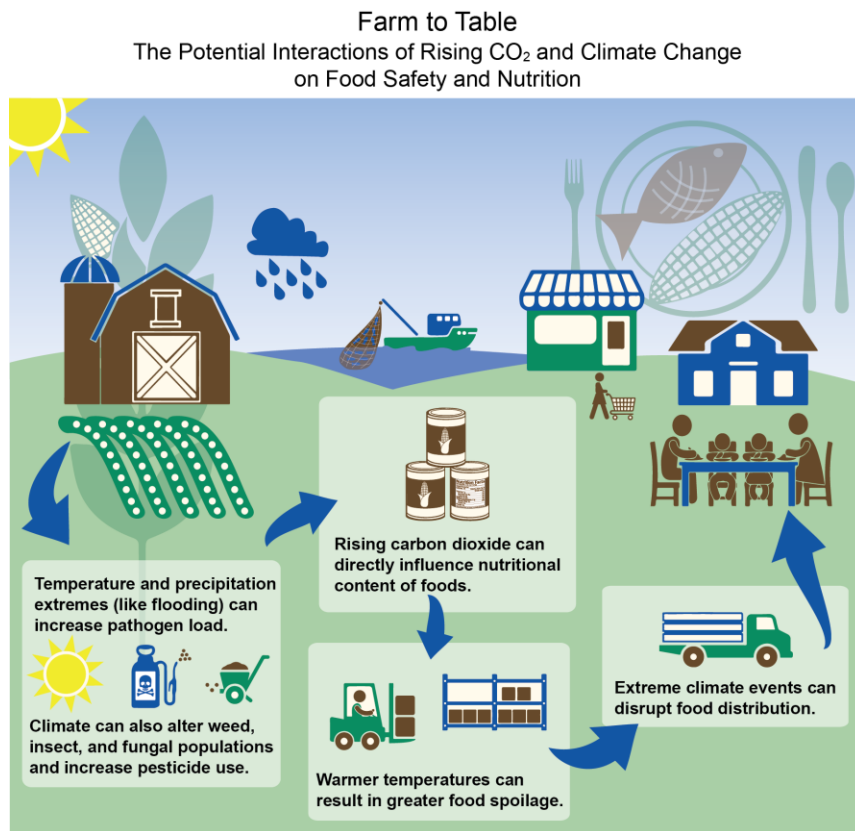 Farm to Table
The Potential Interactions of Rising CO₂ and Climate Change
on Food Safety and Nutrition
Temperature and precipitation
extremes (like flooding) can
increase pathogen load.
Climate can also alter weed,
insect, and fungal populations
and increase pesticide use.
Rising carbon dioxide can
directly influence nutritional
content of foods.
Warmer temperatures can
result in greater food spoilage.
Extreme climate events can
disrupt food distribution.